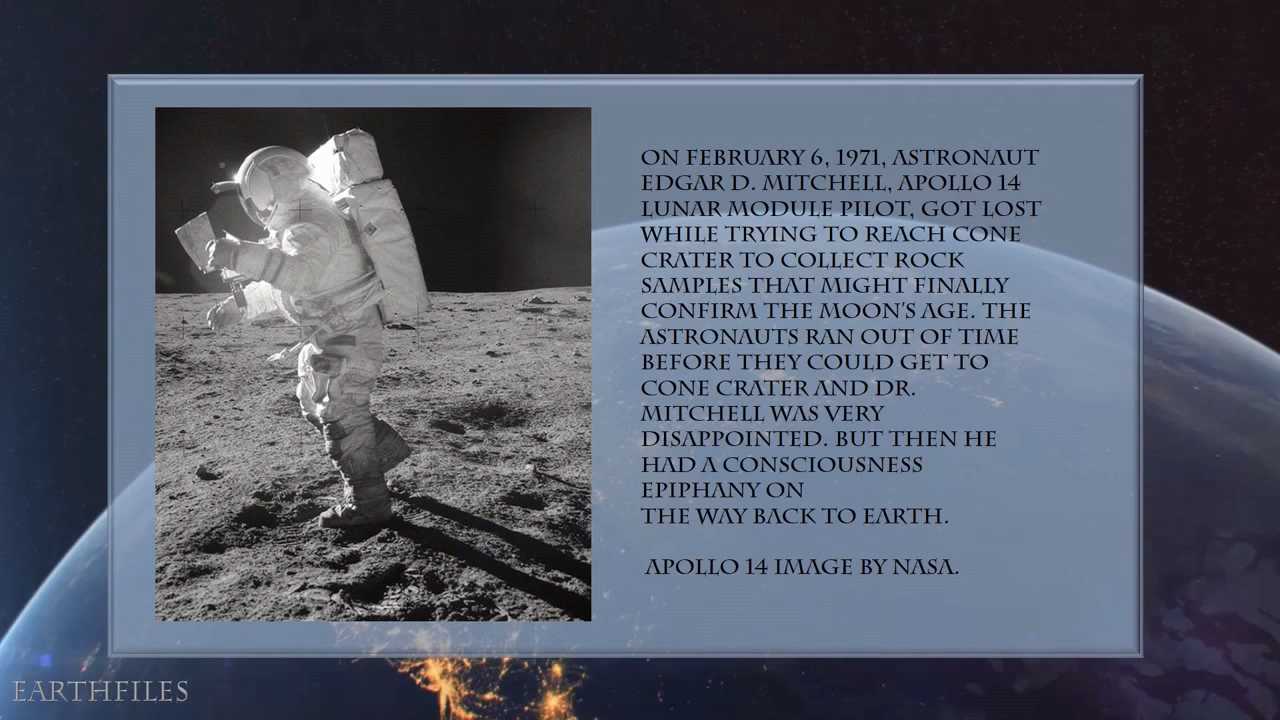 ON FEBRUARY 6, 1971, ASTRONAUT
EDGAR D. MITCHELL, APOLLO 14
LUNAR MODULE PILOT, GOT LOST
WHILE TRYING TO REACH CONE
CRATER TO COLLECT ROCK
SAMPLES THAT MIGHT FINALLY
CONFIRM THE MOON'S AGE. THE
ASTRONAUTS RAN OUT OF TIME
BEFORE THEY COULD GET TO
CONE CRATER AND DR.
MITCHELL WAS VERY
DISAPPOINTED. BUT THEN HE
HAD A CONSCIOUSNESS
EPIPHANY ON
THE WAY BACK TO EARTH.
APOLLO 14 IMAGE BY NASA.
EARTHFILES